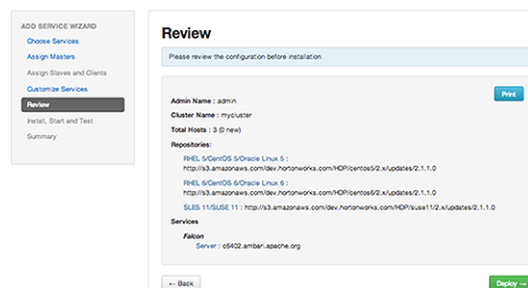 ADD SERVICE WIZARD
Choose Services
Assign Masters
Assign Slaves and Clients
Customize Services
Review
Install, Start and Test
Summary
Review
Please review the configuration before installation
Print
Admin Name : admin
Cluster Name : mycluster
Total Hosts : 3 (0 new)
Repositories:
RHEL 5/CentOS 5/Oracle Linux 5 :
http://s3.amazonaws.com/dev.hortonworks.com/HDP/centos5/2.x/updates/2.1.1.0
RHEL 6/CentOS 6/Oracle Linux 6 :
http://s3.amazonaws.com/dev.hortonworks.com/HDP/centos6/2.x/updates/2.1.1.0
SLES 11/SUSE 11 : http://s3.amazonaws.com/dev.hortonworks.com/HDP/suse11/2.x/updates/2.1.1.0
Services
Falcon
Server : c6402.ambari.apache.org
← Back
Deploy →